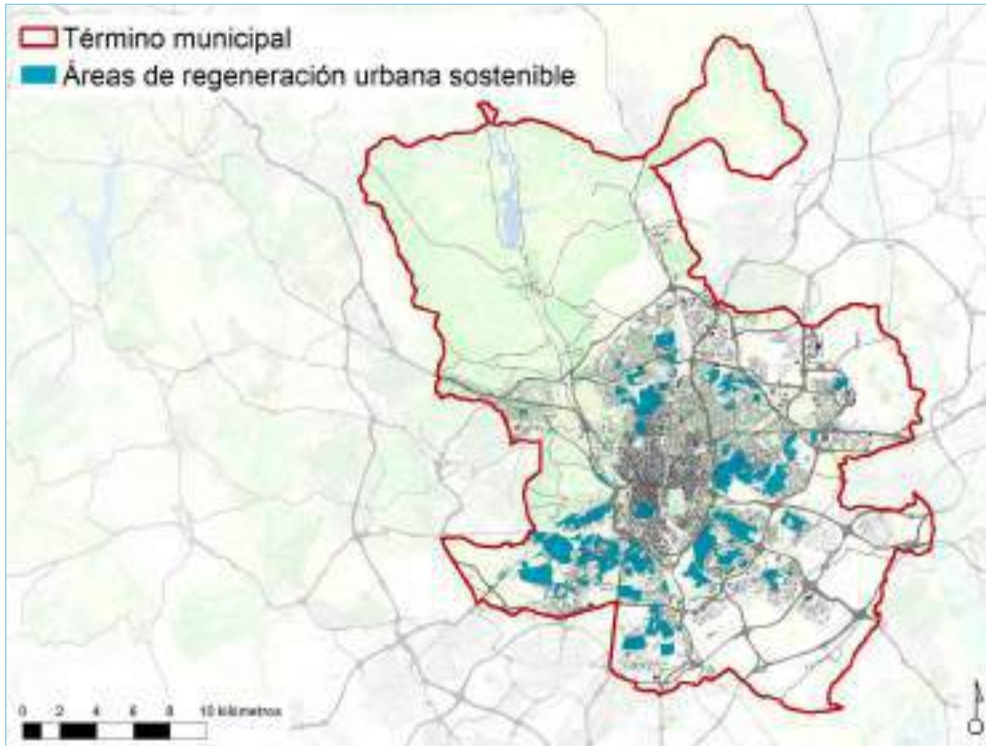 Término municipal
Áreas de regeneración urbana sostenible
0 2 4 6 8 10 kilómetros